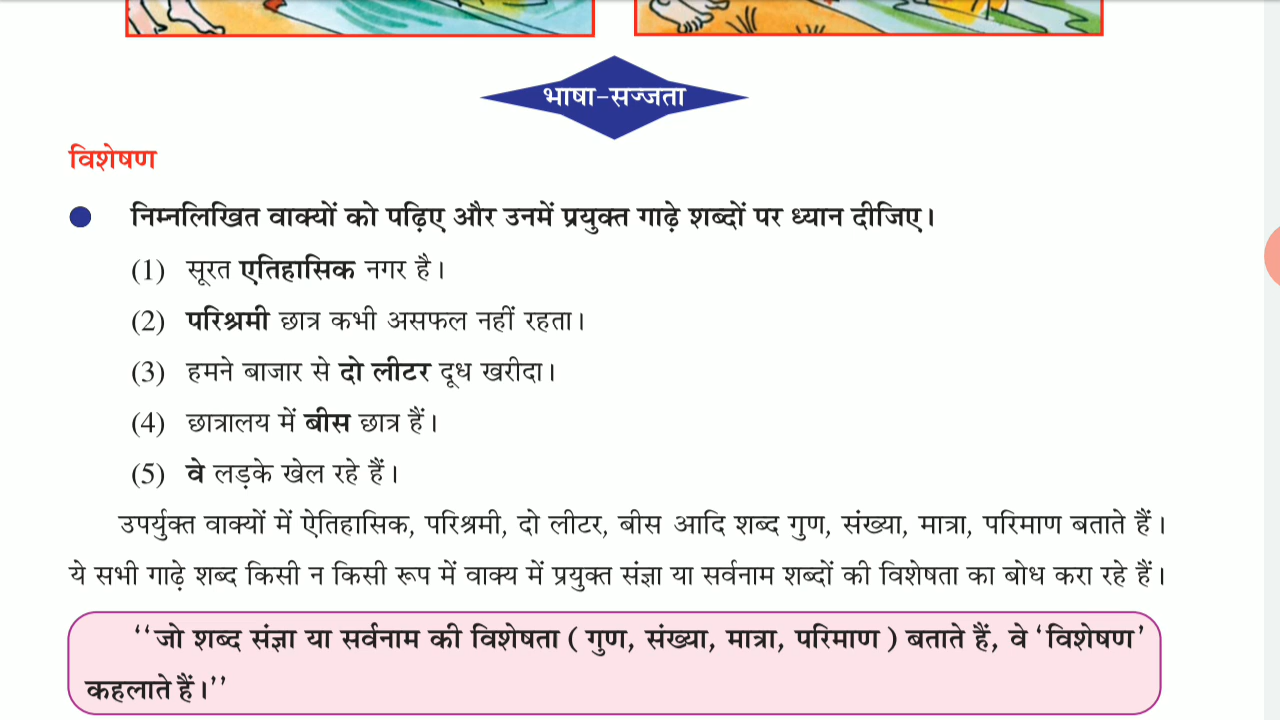 भाषा-सज्जता
विशेषण
निम्नलिखित वाक्यों को पढ़िए और उनमें प्रयुक्त गाढ़े शब्दों पर ध्यान दीजिए।
(1) सूरत एतिहासिक नगर है।
(2) परिश्रमी छात्र कभी असफल नहीं रहता।
(3) हमने बाजार से दो लीटर दूध खरीदा।
(4) छात्रालय में बीस छात्र हैं।
(5) वे लड़के खेल रहे हैं।
उपर्युक्त वाक्यों में ऐतिहासिक, परिश्रमी, दो लीटर, बीस आदि शब्द गुण, संख्या, मात्रा, परिमाण बताते हैं।
ये सभी गाढ़े शब्द किसी न किसी रूप में वाक्य में प्रयुक्त संज्ञा या सर्वनाम शब्दों की विशेषता का बोध करा रहे हैं।
‘‘जो शब्द संज्ञा या सर्वनाम की विशेषता ( गुण, संख्या, मात्रा, परिमाण ) बताते हैं, वे ‘विशेषण’
कहलाते हैं।’’